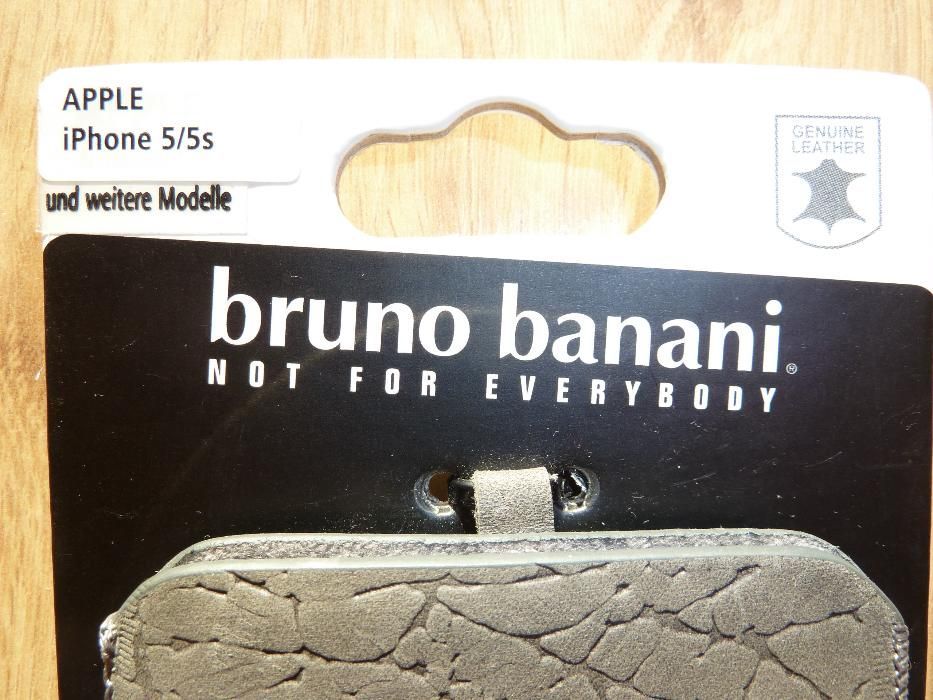 APPLE
iPhone 5/5s
und weitere Modelle
GENUINE
LEATHER
bruno banani®
NOT FOR EVERYBODY